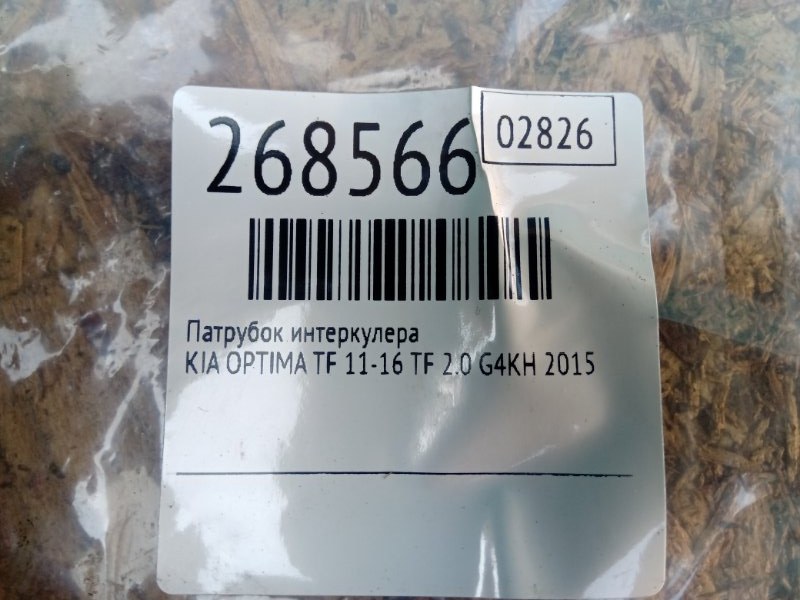 268566
02826
Патрубок интеркулера
KIA OPTIMA TF 11-16 TF 2.0 G4KH 2015